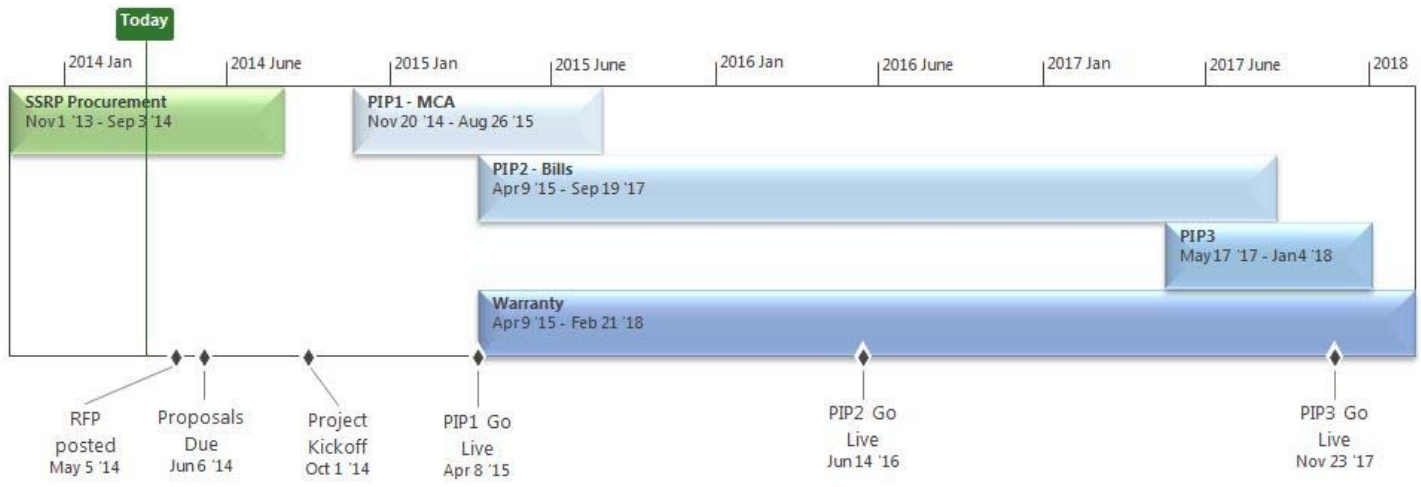 Today
2014 Jan
2014 June
2015 Jan
2015 June
2016 Jan
2016 June
2017 Jan
2017 June
2018
SSRP Procurement
Nov 1 '13 - Sep 3 '14
PIP1 - MCA
Nov 20 '14 - Aug 26 '15
PIP2 - Bills
Apr 9 '15 - Sep 19 '17
PIP3
May 17 '17 - Jan 4 '18
Warranty
Apr 9 '15 - Feb 21 '18
RFP
posted
May 5 '14
Proposals
Due
Jun 6 '14
Project
Kickoff
Oct 1 '14
PIP1 Go
Live
Apr 8 '15
PIP2 Go
Live
Jun 14 '16
PIP3 Go
Live
Nov 23 '17